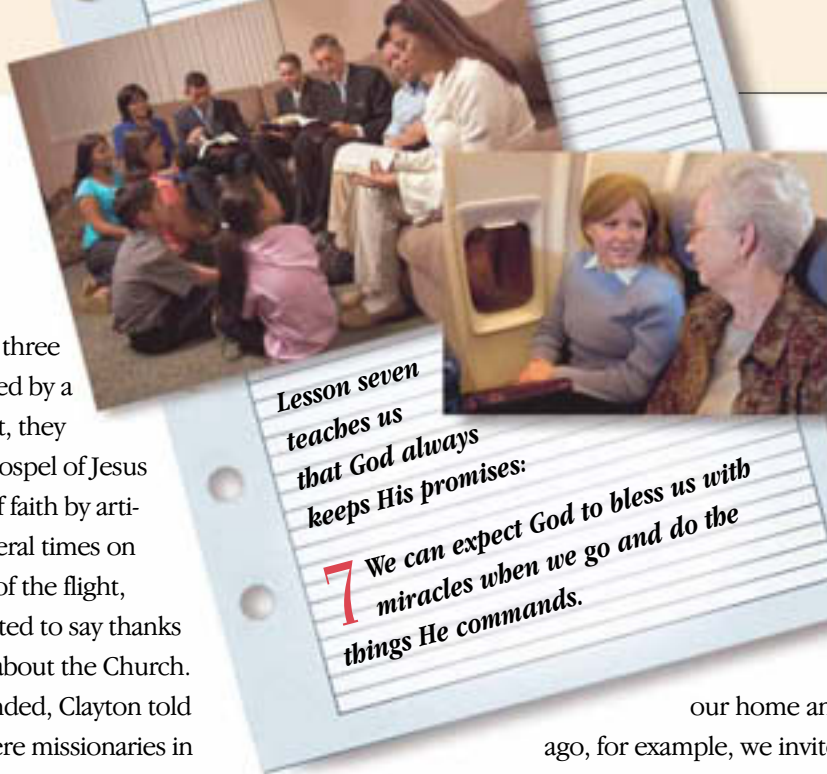 three
ed by a
t, they
ospel of Jesus
f faith by arti-
eral times on
of the flight,
ted to say thanks
about the Church.
nded, Clayton told
ere missionaries in
Lesson seven
teaches us
that God always
keeps His promises:
7 We can expect God to bless us with
miracles when we go and do the
things He commands.
our home an
ago, for example, we invit